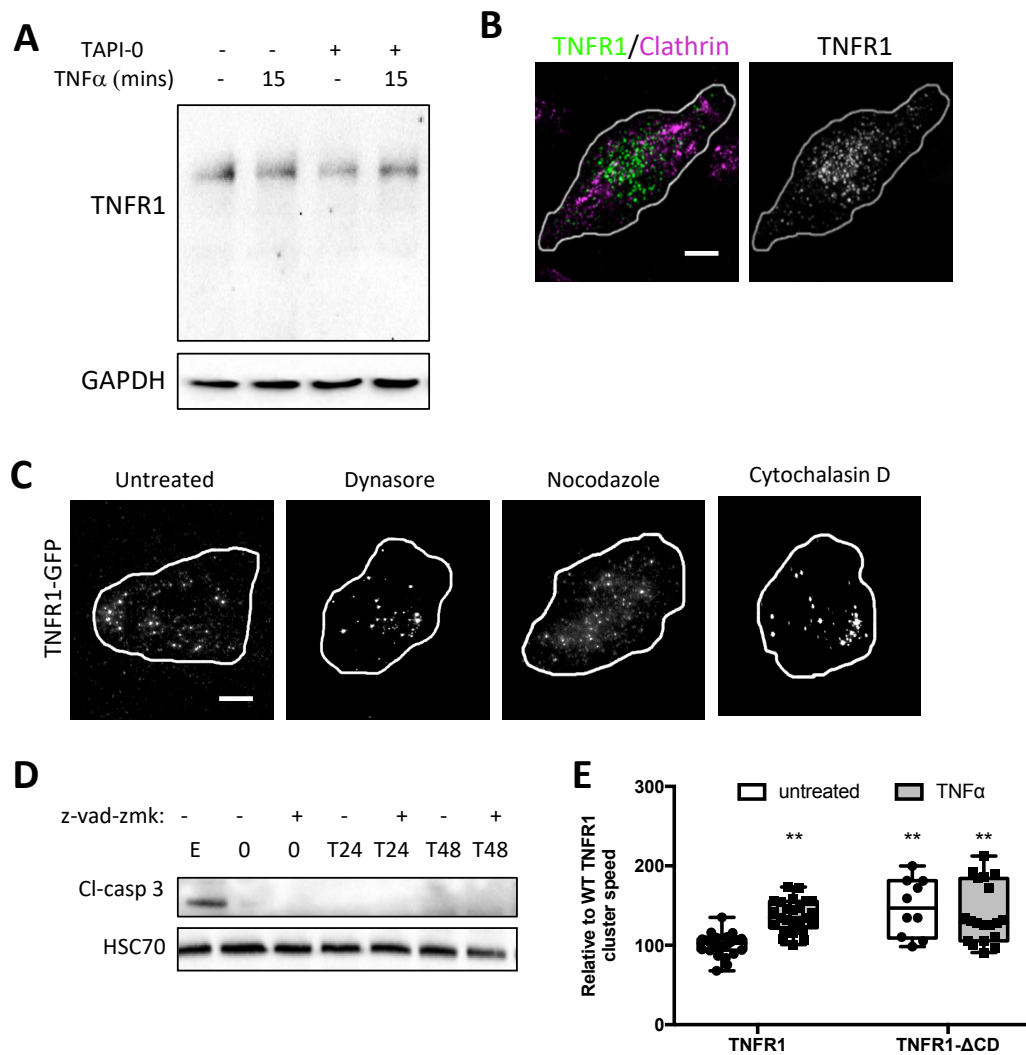 A
TAPI-0 - - + +
TNFα (mins) - 15 - 15
TNFR1
GAPDH
B
TNFR1/Clathrin TNFR1
C
Untreated Dynasore Nocodazole Cytochalasin D
TNFR1-GFP
D
z-vad-zmk: - - + - + - +
E 0 0 T24 T24 T48 T48
Cl-casp 3
HSC70
E
Relative to WT TNFR1
cluster speed
300
200
100
0
untreated TNFα
** ** **
TNFR1 TNFR1-ΔCD